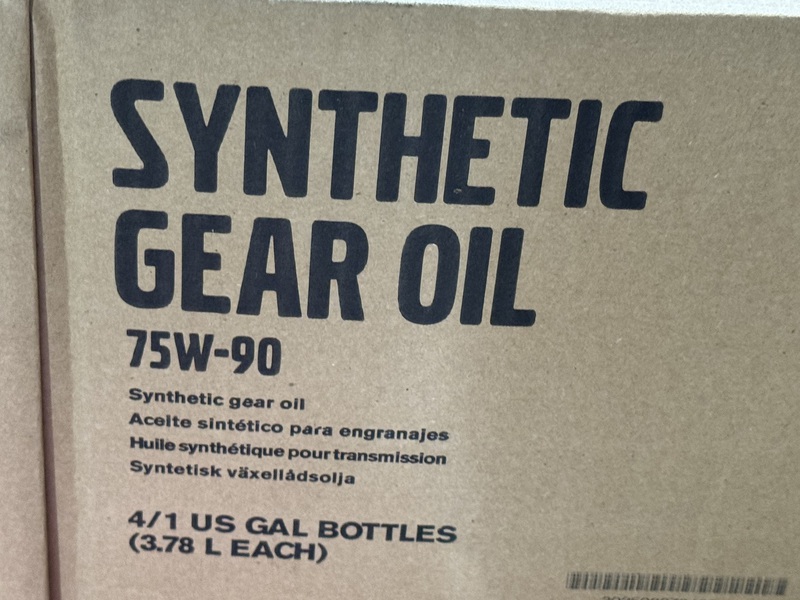 SYNTHETIC
GEAR OIL
75W-90
Synthetic gear oil
Aceite sintético para engranajes
Huile synthétique pour transmission
Syntetisk växellådsolja
4/1 US GAL BOTTLES
(3.78 L EACH)